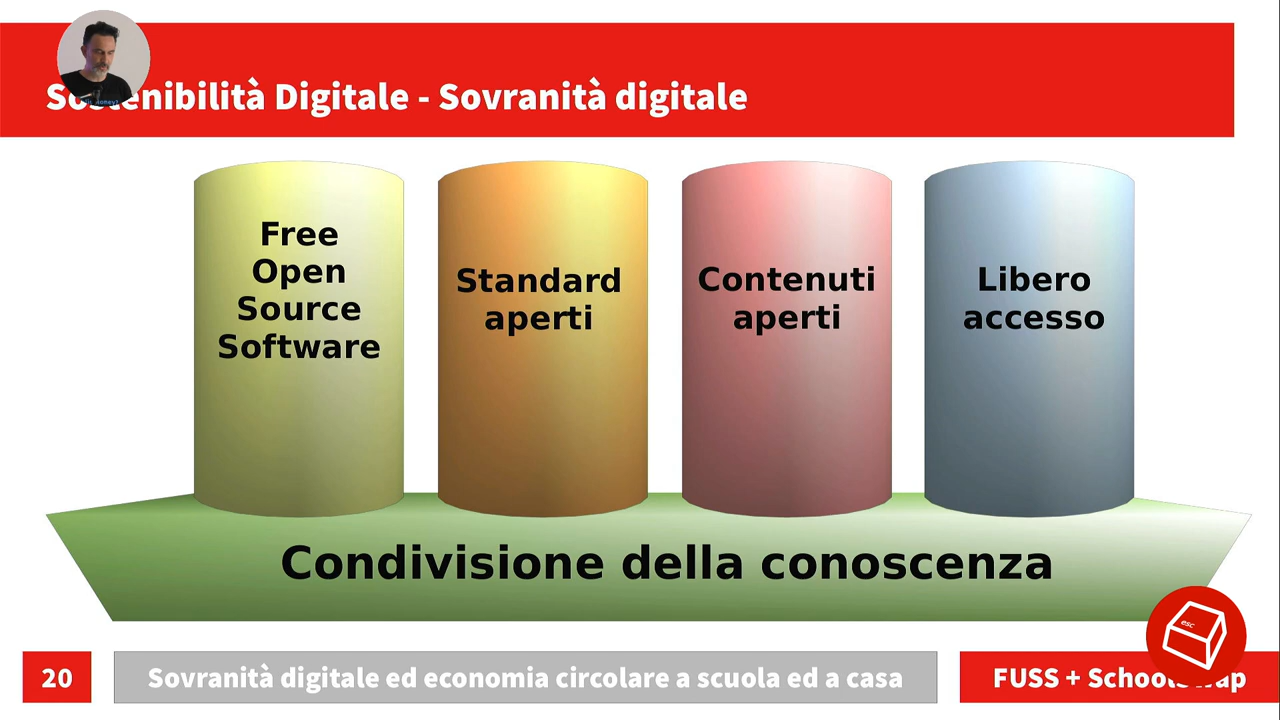 Sostenibilità Digitale - Sovranità digitale
Free
Open
Source
Software
Standard
aperti
Contenuti
aperti
Libero
accesso
Condivisione della conoscenza
esc
20
Sovranità digitale ed economia circolare a scuola ed a casa
FUSS + SchoolSwap